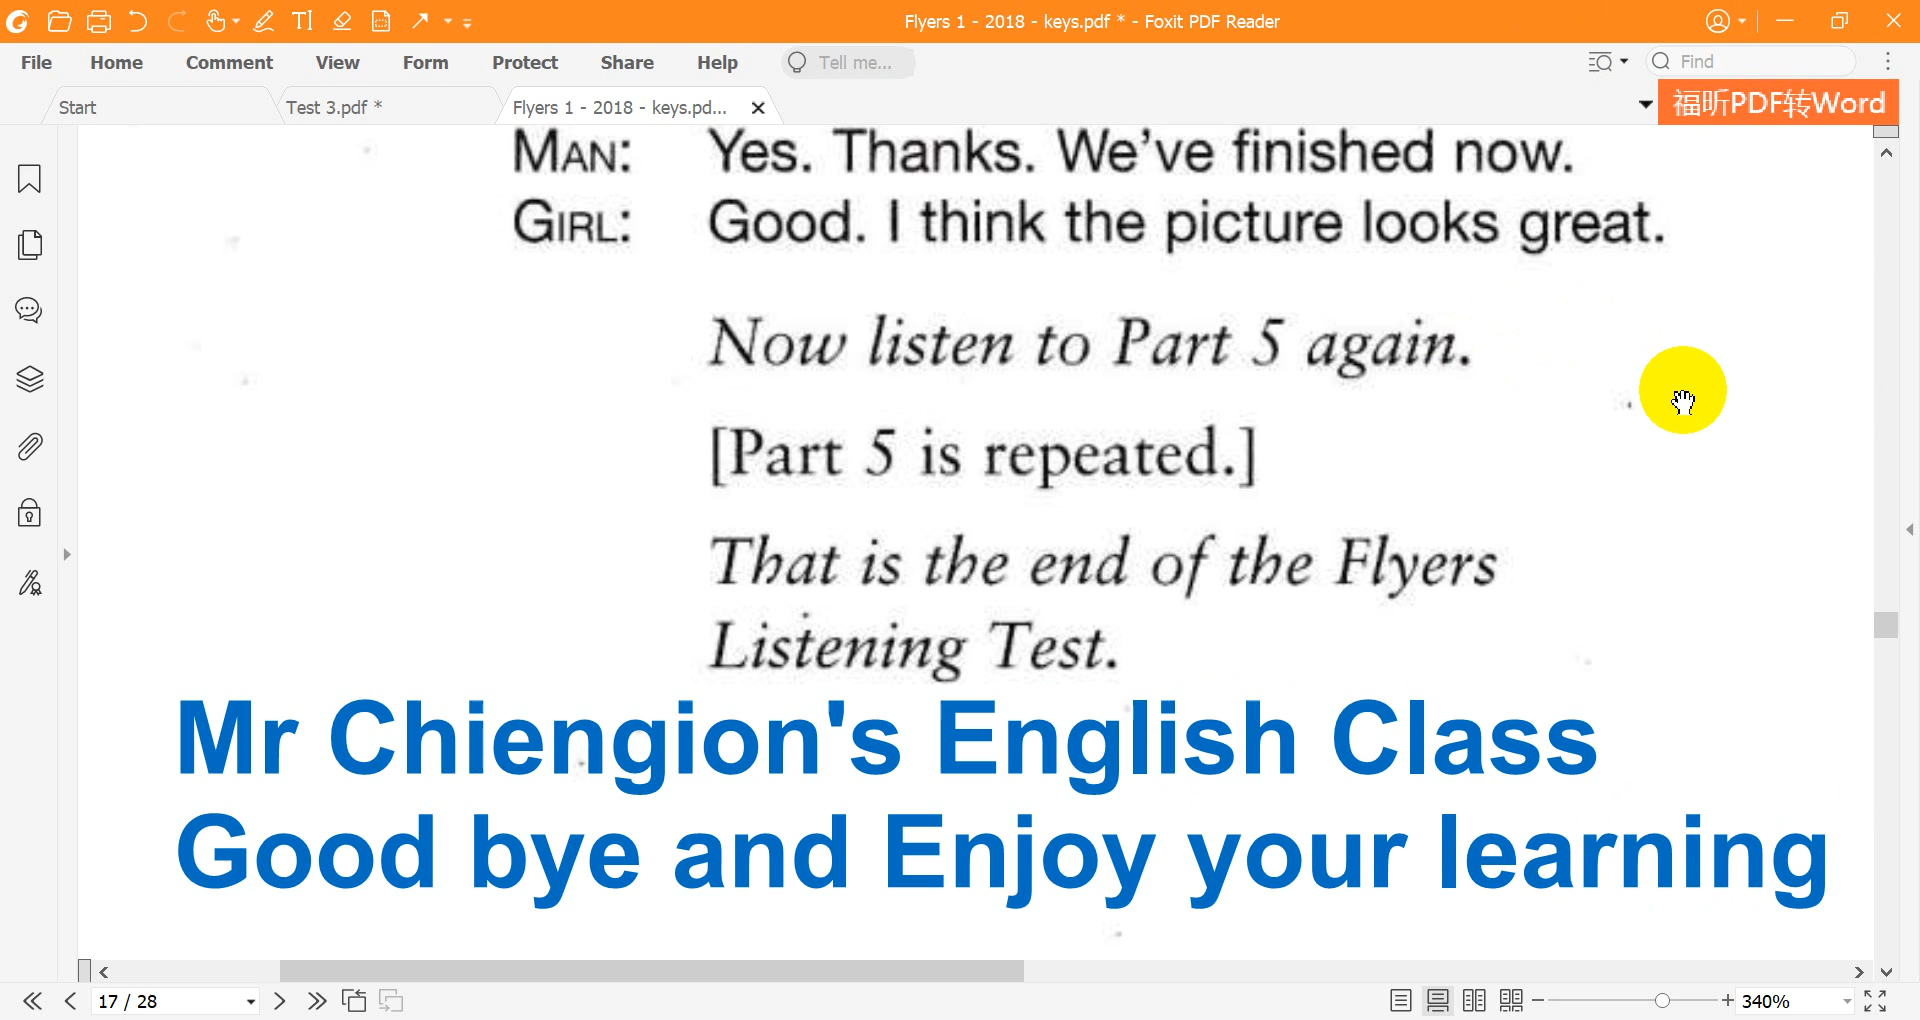 Flyers 1 - 2018 - keys.pdf * - Foxit PDF Reader
File Home Comment View Form Protect Share Help Tell me... Find
Start Test 3.pdf * Flyers 1 - 2018 - keys.pd... 福昕PDF转Word
MAN: Yes. Thanks. We've finished now.
GIRL: Good. I think the picture looks great.
Now listen to Part 5 again.
[Part 5 is repeated.]
That is the end of the Flyers
Listening Test.
Mr Chiengion's English Class
Good bye and Enjoy your learning
17 / 28 340%